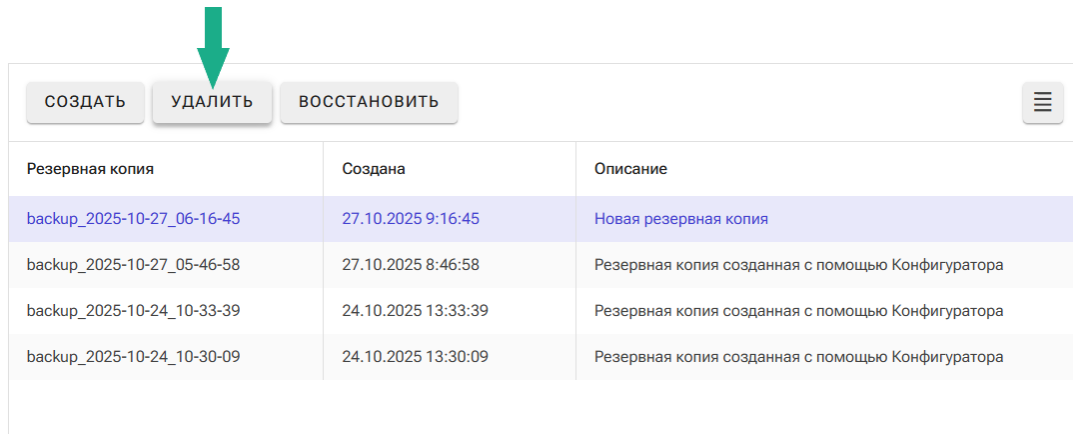 СОЗДАТЬ УДАЛИТЬ ВОССТАНОВИТЬ
Резервная копия Создана Описание
backup_2025-10-27_06-16-45 27.10.2025 9:16:45 Новая резервная копия
backup_2025-10-27_05-46-58 27.10.2025 8:46:58 Резервная копия созданная с помощью Конфигуратора
backup_2025-10-24_10-33-39 24.10.2025 13:33:39 Резервная копия созданная с помощью Конфигуратора
backup_2025-10-24_10-30-09 24.10.2025 13:30:09 Резервная копия созданная с помощью Конфигуратора